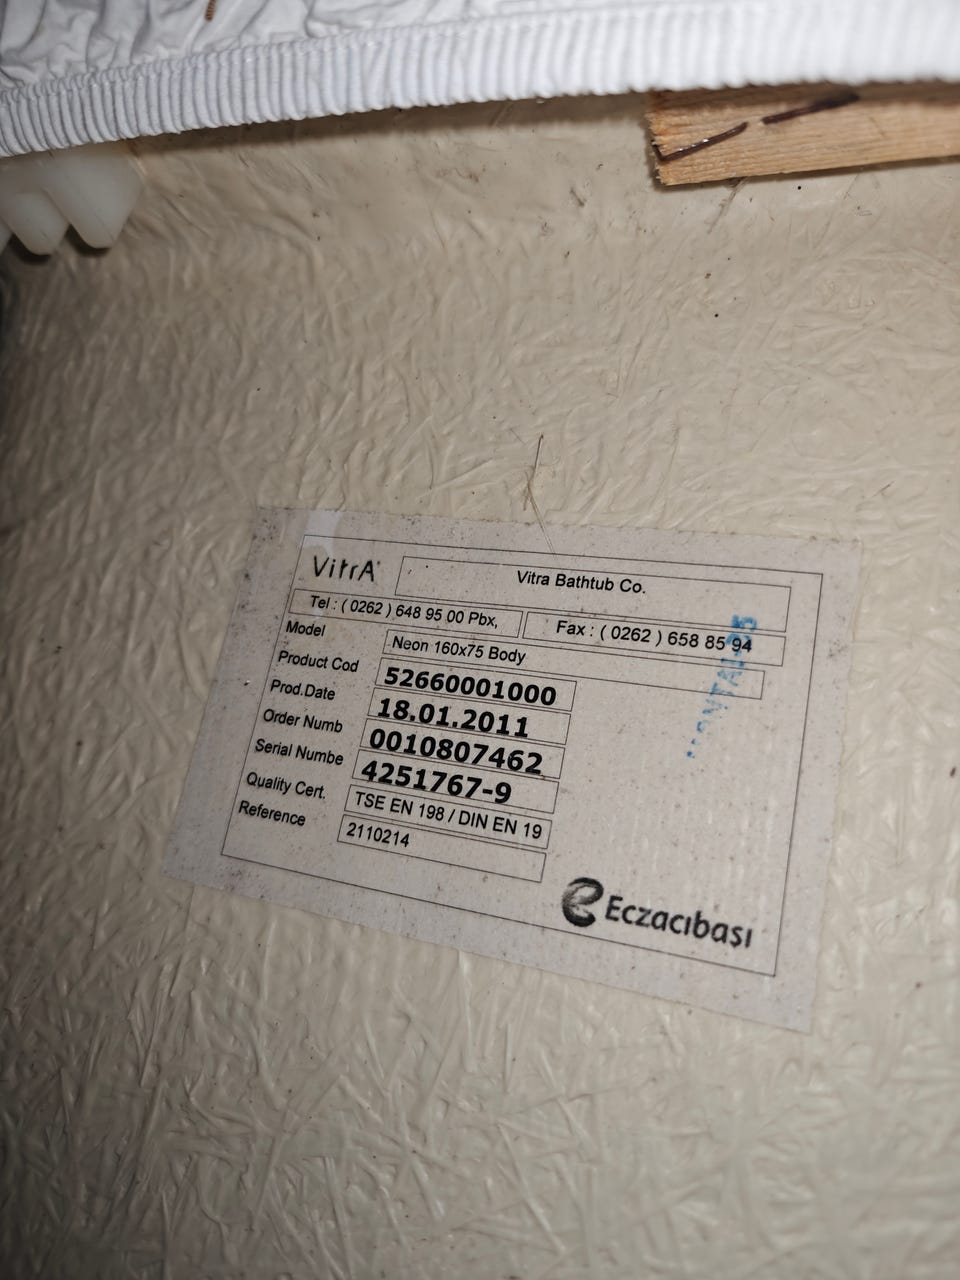 VitrA
Vitra Bathtub Co.
Tel : ( 0262 ) 648 95 00 Pbx,
Fax : ( 0262 ) 658 85 94
Model Neon 160x75 Body
Product Cod 52660001000
Prod.Date 18.01.2011
Order Numb 0010807462
Serial Numbe 4251767-9
Quality Cert. TSE EN 198 / DIN EN 19
Reference 2110214
Eczacıbaşı